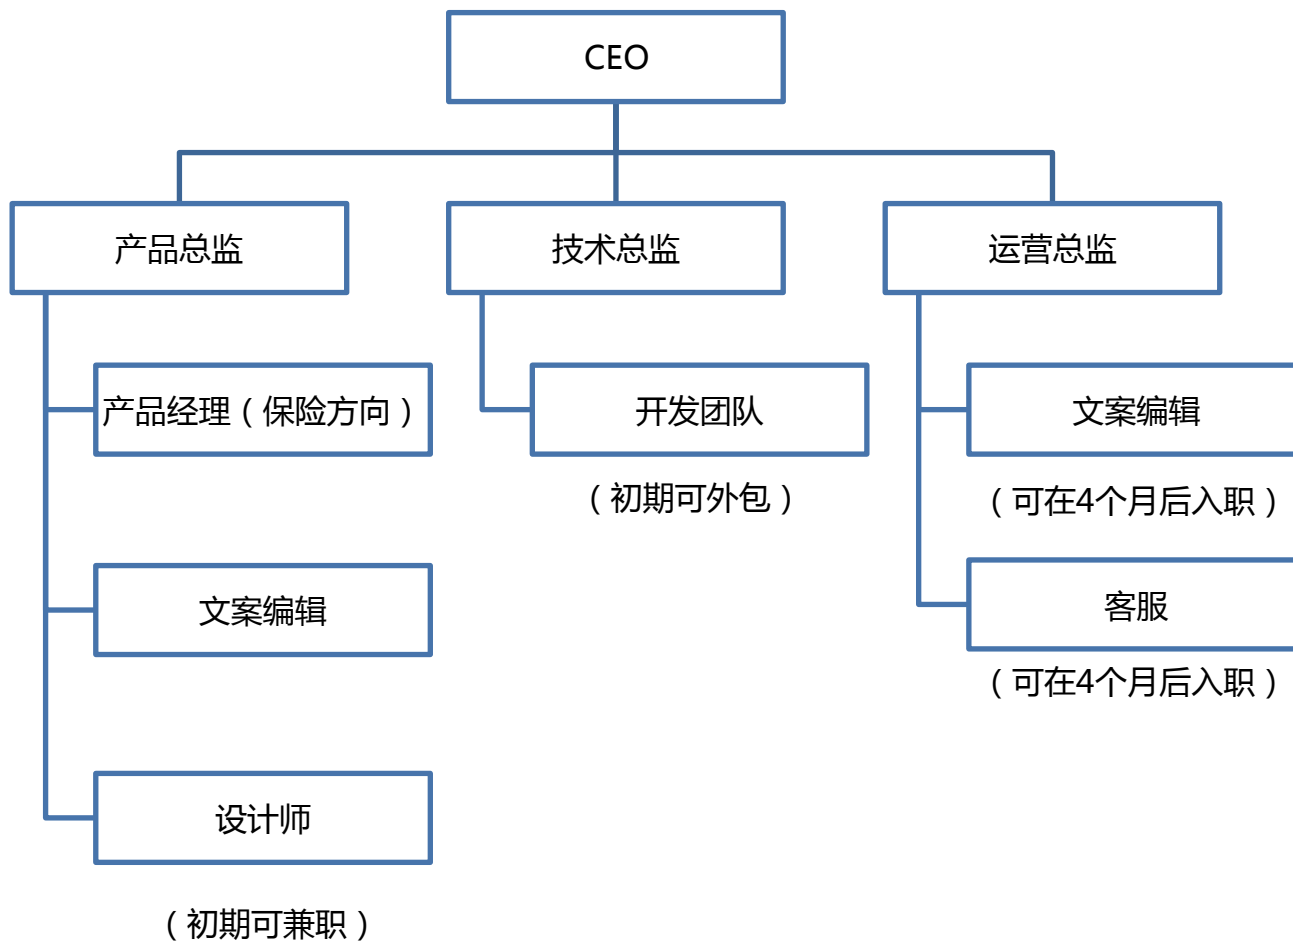 CEO
产品总监
技术总监
运营总监
产品经理（保险方向）
开发团队
文案编辑
（初期可外包）
（可在4个月后入职）
文案编辑
客服
（可在4个月后入职）
设计师
（初期可兼职）